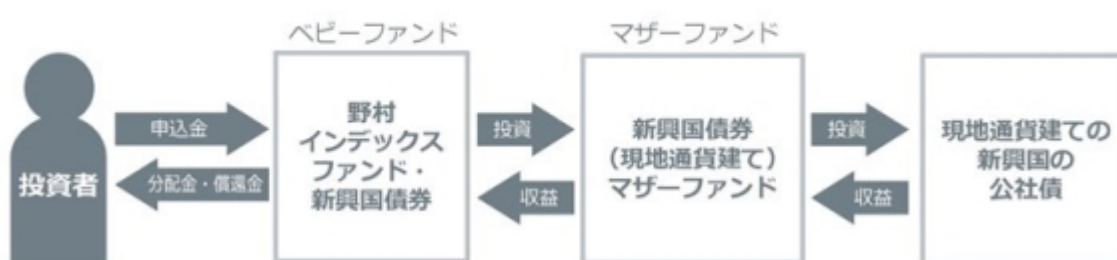 ベビーファンド
マザーファンド
投資者
申込金
分配金・償還金
野村
インデックス
ファンド・
新興国債券
投資
収益
新興国債券
（現地通貨建て）
マザーファンド
投資
収益
現地通貨建ての
新興国の
公社債